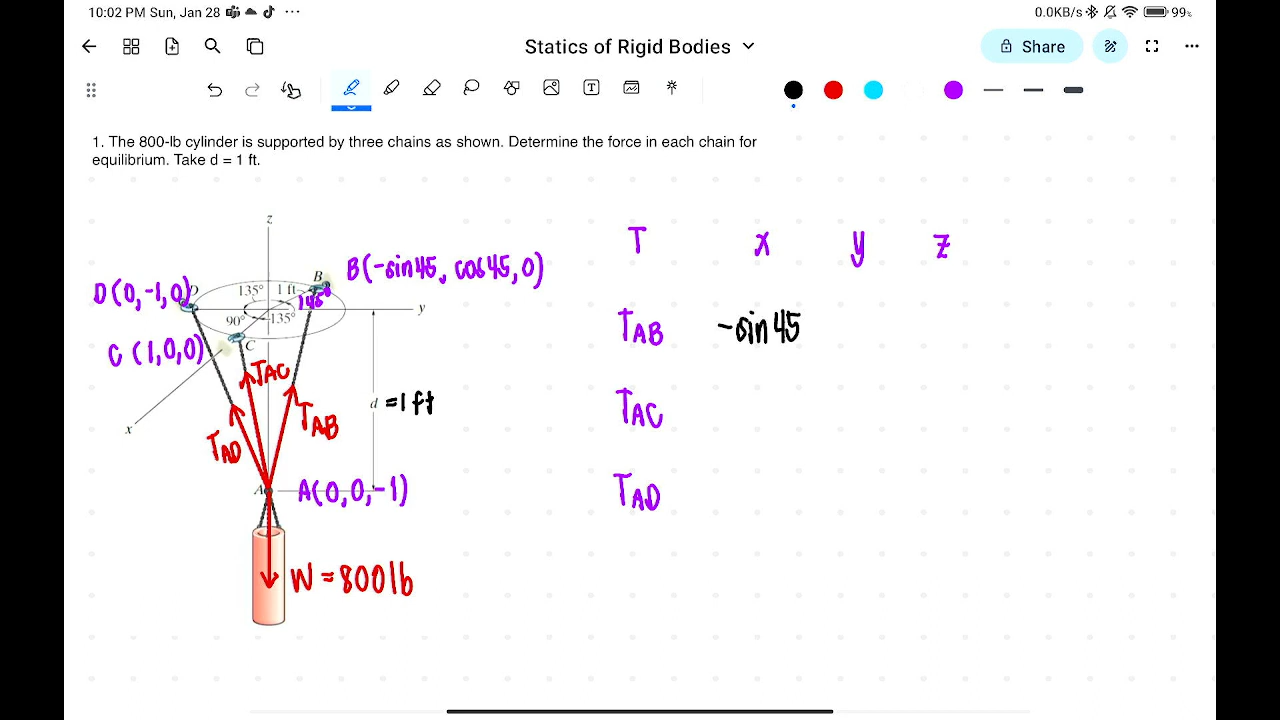 10:02 PM Sun, Jan 28 ...
0.0KB/s 99%
Statics of Rigid Bodies
Share
T
1. The 800-lb cylinder is supported by three chains as shown. Determine the force in each chain for
equilibrium. Take d = 1 ft.
z
T x y z
B
B(-sin45, cos45, 0)
D(0, -1, 0)
D
135° 1 ft
45°
y
90° 135°
C
C (1,0,0)
TAB -sin 45
TAC
d = 1 ft
TAC
TAB
x
TAD
A
A(0, 0, -1)
TAD
W = 800 lb